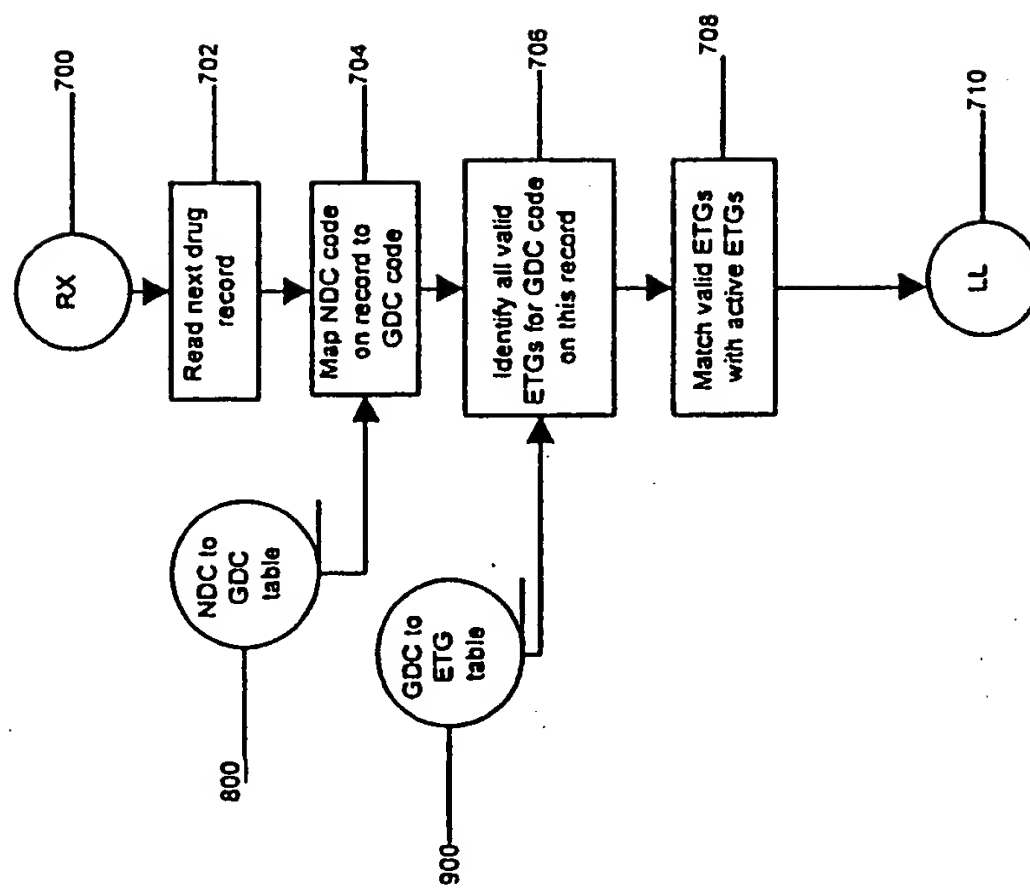 RX
700
Read next drug
record
702
Map NDC code
on record to
GDC code
704
NDC to
GDC
table
800
Identify all valid
ETGs for GDC code
on this record
706
GDC to
ETG
table
900
Match valid ETGs
with active ETGs
708
LL
710